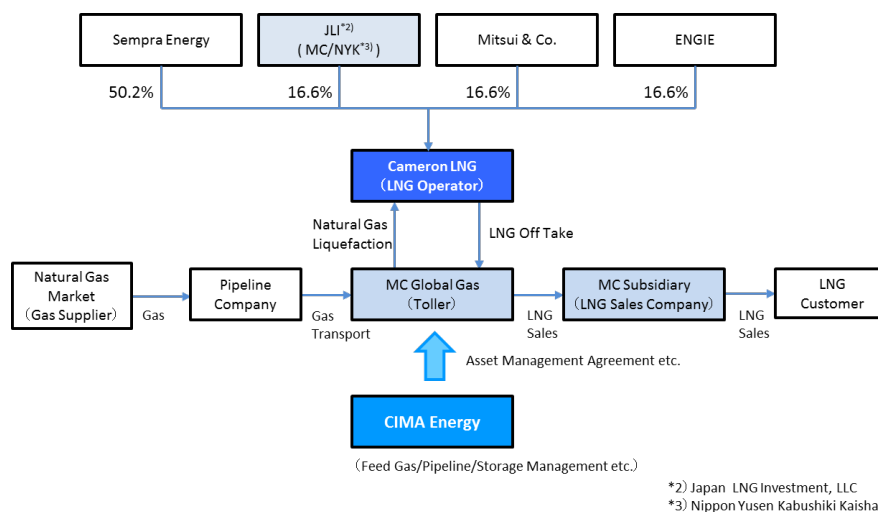 Sempra Energy
JLI*2)
( MC/NYK*3) )
Mitsui & Co.
ENGIE
50.2%
16.6%
16.6%
16.6%
Cameron LNG
(LNG Operator)
Natural Gas
Liquefaction
LNG Off Take
Natural Gas
Market
(Gas Supplier)
Gas
Pipeline
Company
Gas
Transport
MC Global Gas
(Toller)
LNG
Sales
MC Subsidiary
(LNG Sales Company)
LNG
Sales
LNG
Customer
Asset Management Agreement etc.
CIMA Energy
(Feed Gas/Pipeline/Storage Management etc.)
*2) Japan LNG Investment, LLC
*3) Nippon Yusen Kabushiki Kaisha